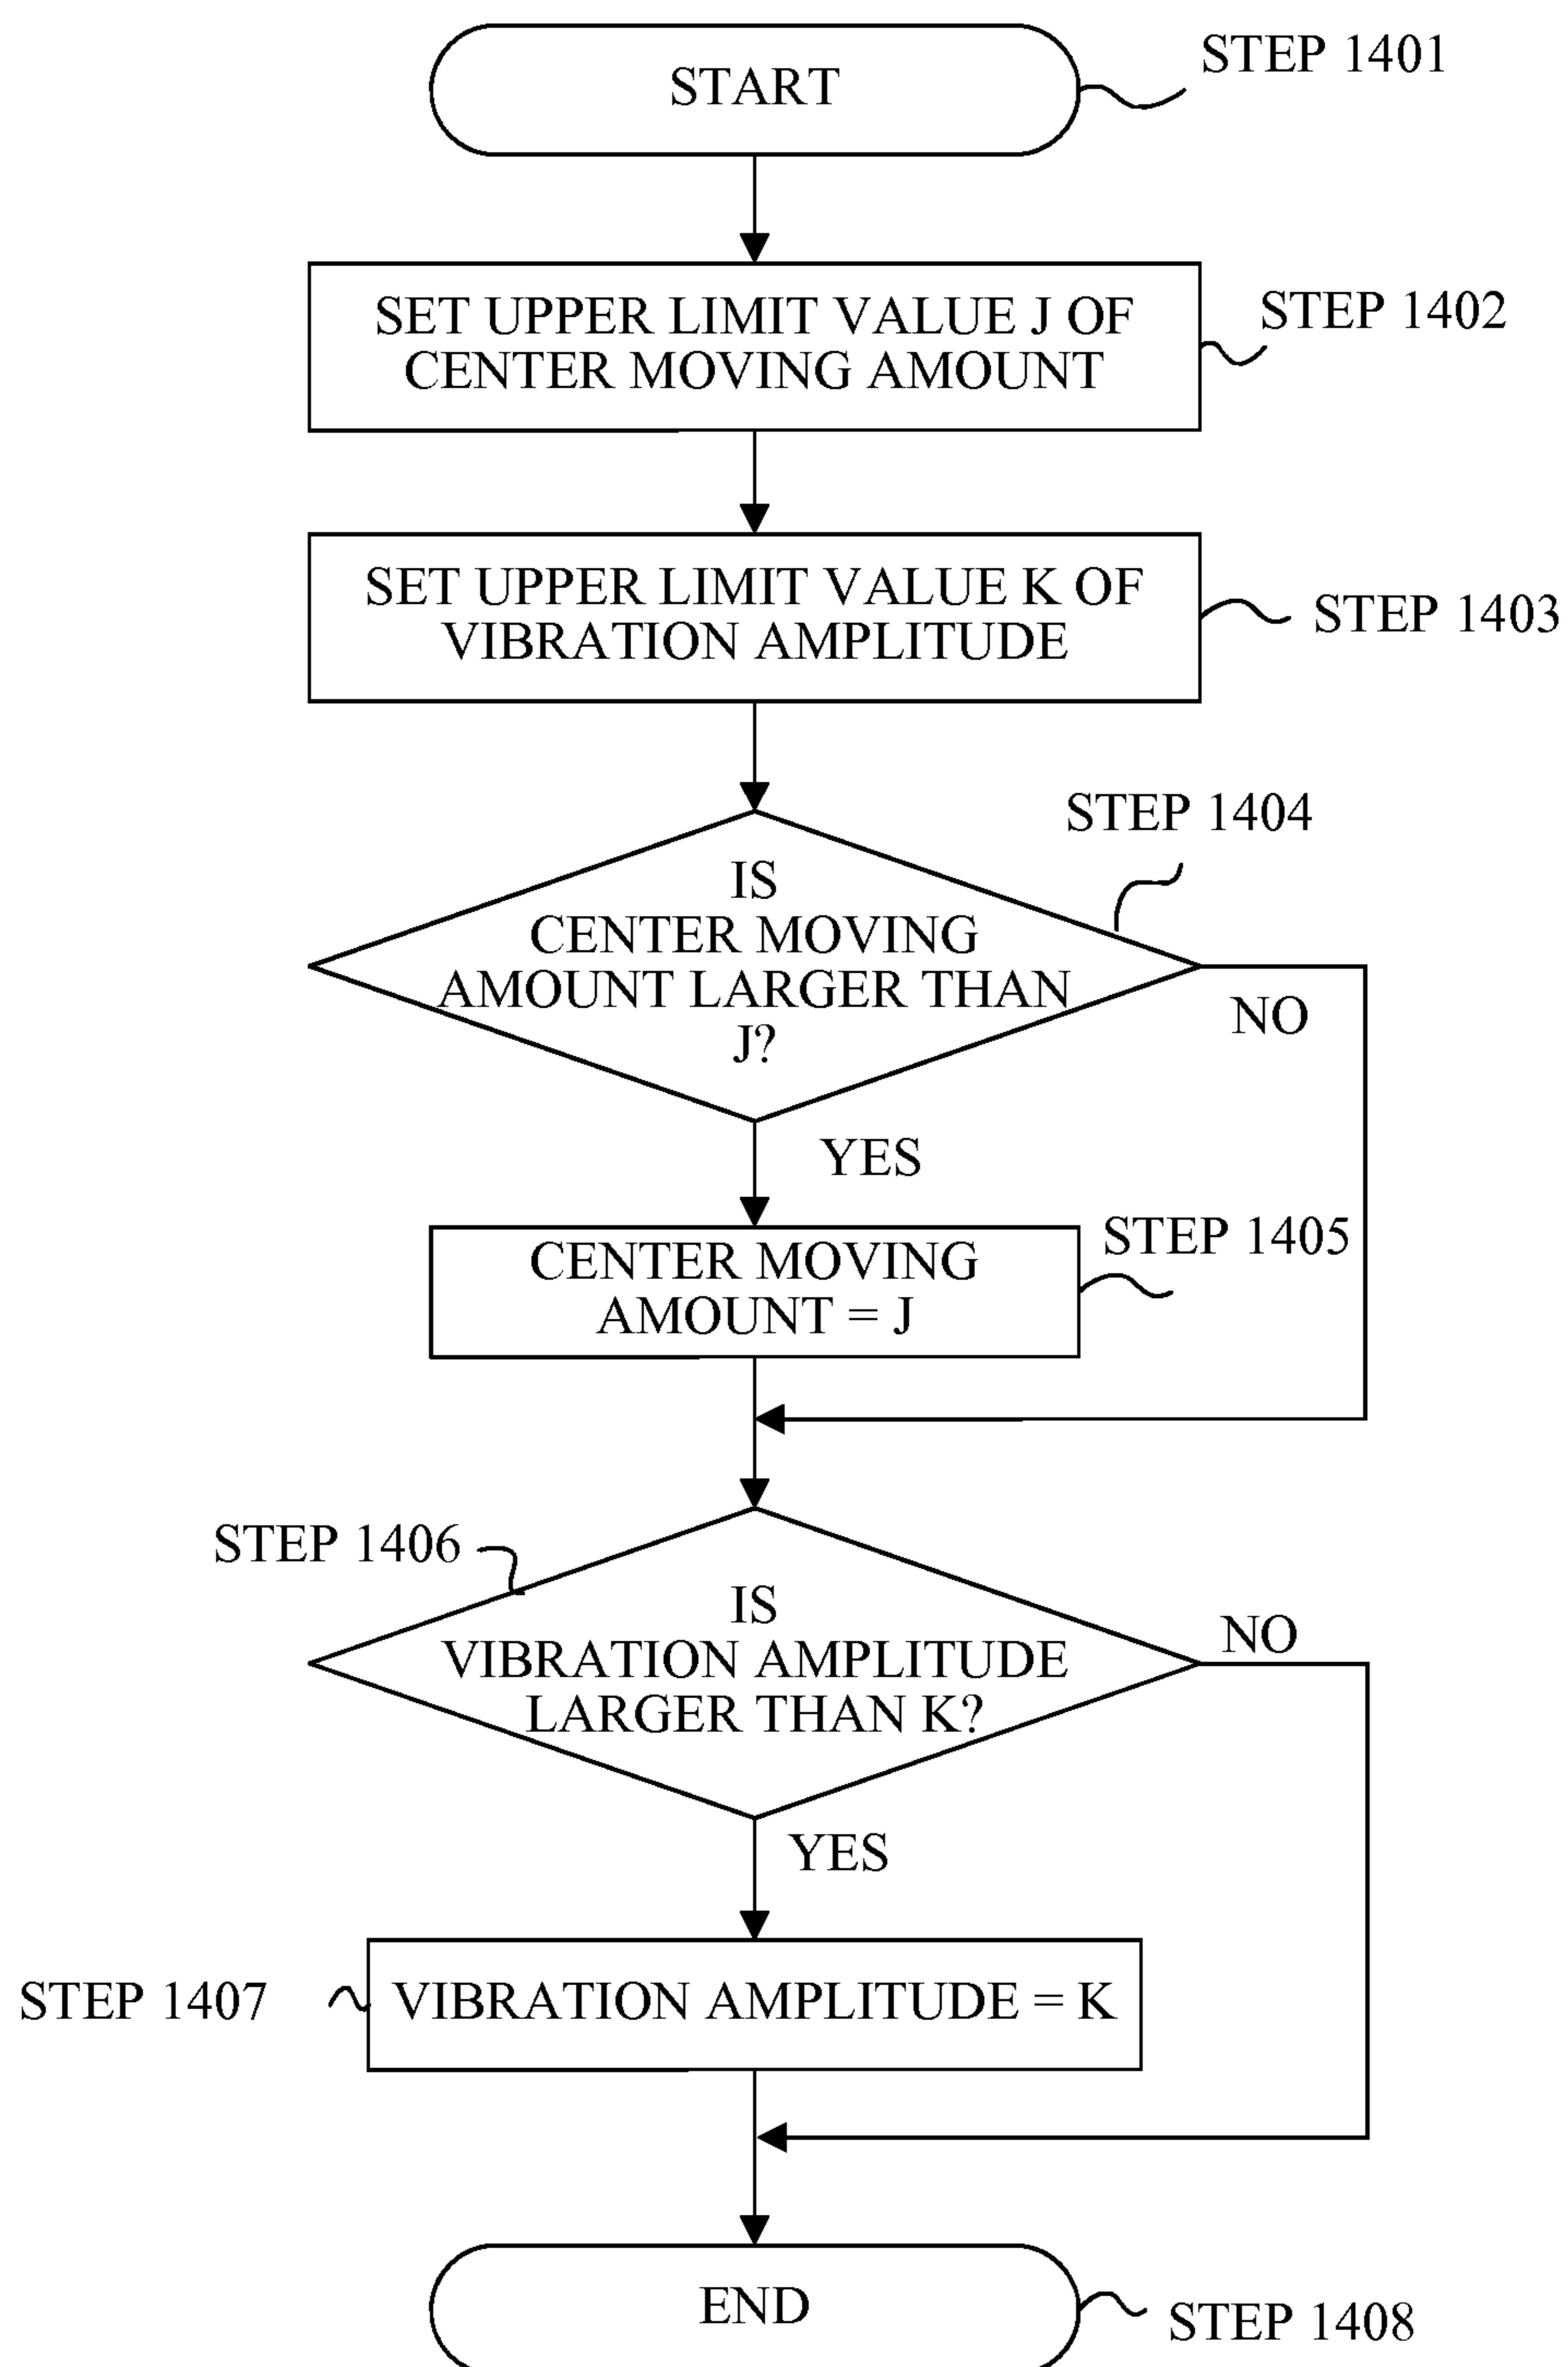 START
STEP 1401
SET UPPER LIMIT VALUE J OF
CENTER MOVING AMOUNT
STEP 1402
SET UPPER LIMIT VALUE K OF
VIBRATION AMPLITUDE
STEP 1403
STEP 1404
IS
CENTER MOVING
AMOUNT LARGER THAN
J?
NO
YES
STEP 1405
CENTER MOVING
AMOUNT = J
STEP 1406
IS
VIBRATION AMPLITUDE
LARGER THAN K?
NO
YES
STEP 1407
VIBRATION AMPLITUDE = K
END
STEP 1408